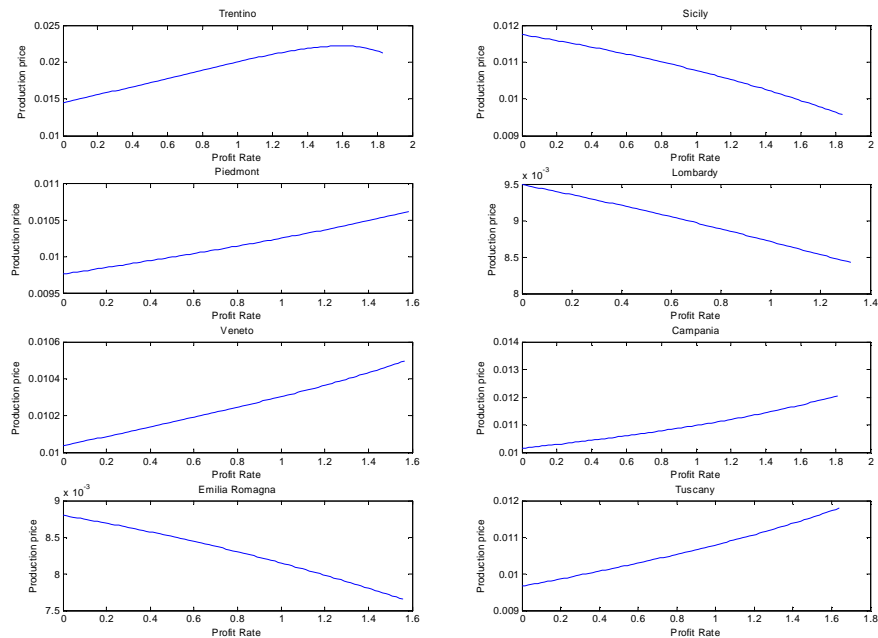 Trentino
0.025
0.02
0.015
0.01
Production price
0 0.2 0.4 0.6 0.8 1 1.2 1.4 1.6 1.8 2
Profit Rate
Sicily
0.012
0.011
0.01
0.009
Production price
0 0.2 0.4 0.6 0.8 1 1.2 1.4 1.6 1.8 2
Profit Rate
Piedmont
0.011
0.0105
0.01
0.0095
Production price
0 0.2 0.4 0.6 0.8 1 1.2 1.4 1.6
Profit Rate
Lombardy
x 10^-3
9.5
9
8.5
8
Production price
0 0.2 0.4 0.6 0.8 1 1.2 1.4
Profit Rate
Veneto
0.0106
0.0104
0.0102
0.01
Production price
0 0.2 0.4 0.6 0.8 1 1.2 1.4 1.6
Profit Rate
Campania
0.014
0.013
0.012
0.011
0.01
Production price
0 0.2 0.4 0.6 0.8 1 1.2 1.4 1.6 1.8 2
Profit Rate
Emilia Romagna
x 10^-3
9
8.5
8
7.5
Production price
0 0.2 0.4 0.6 0.8 1 1.2 1.4 1.6
Profit Rate
Tuscany
0.012
0.011
0.01
0.009
Production price
0 0.2 0.4 0.6 0.8 1 1.2 1.4 1.6 1.8
Profit Rate